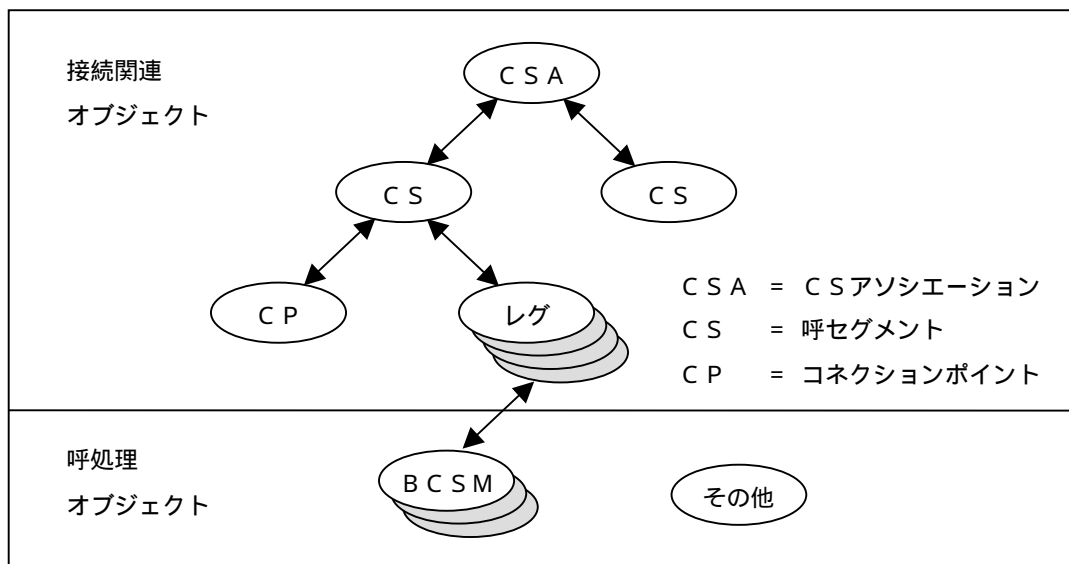 接続関連
オブジェクト
ＣＳＡ
ＣＳ
ＣＳ
ＣＰ
レグ
ＣＳＡ ＝ ＣＳアソシエーション
ＣＳ ＝ 呼セグメント
ＣＰ ＝ コネクションポイント
呼処理
オブジェクト
ＢＣＳＭ
その他